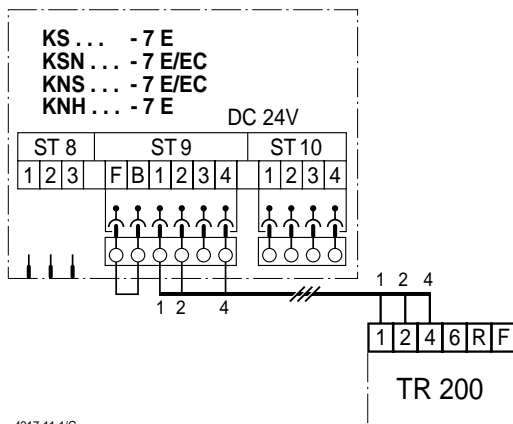 KS . . . - 7 E
KSN . . . - 7 E/EC
KNS . . . - 7 E/EC
KNH . . . - 7 E
DC 24V
ST 8 ST 9 ST 10
1 2 3 F B 1 2 3 4 1 2 3 4
1 2 4
1 2 4
1 2 4 6 R F
TR 200